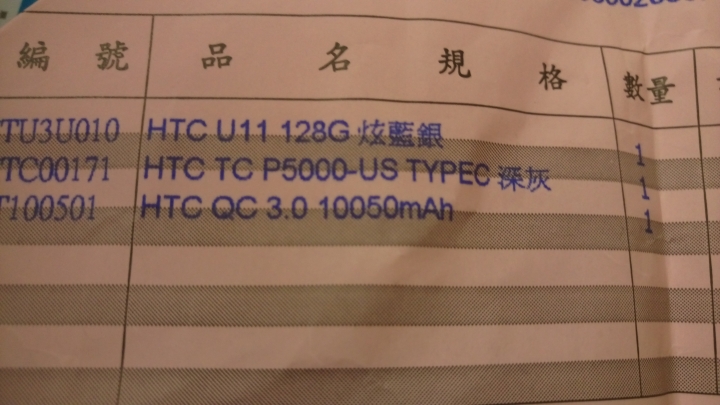 編號 品名規格 數量
TU3U010 HTC U11 128G 炫藍銀 1
TC00171 HTC TC P5000-US TYPEC 深灰 1
T100501 HTC QC 3.0 10050mAh 1